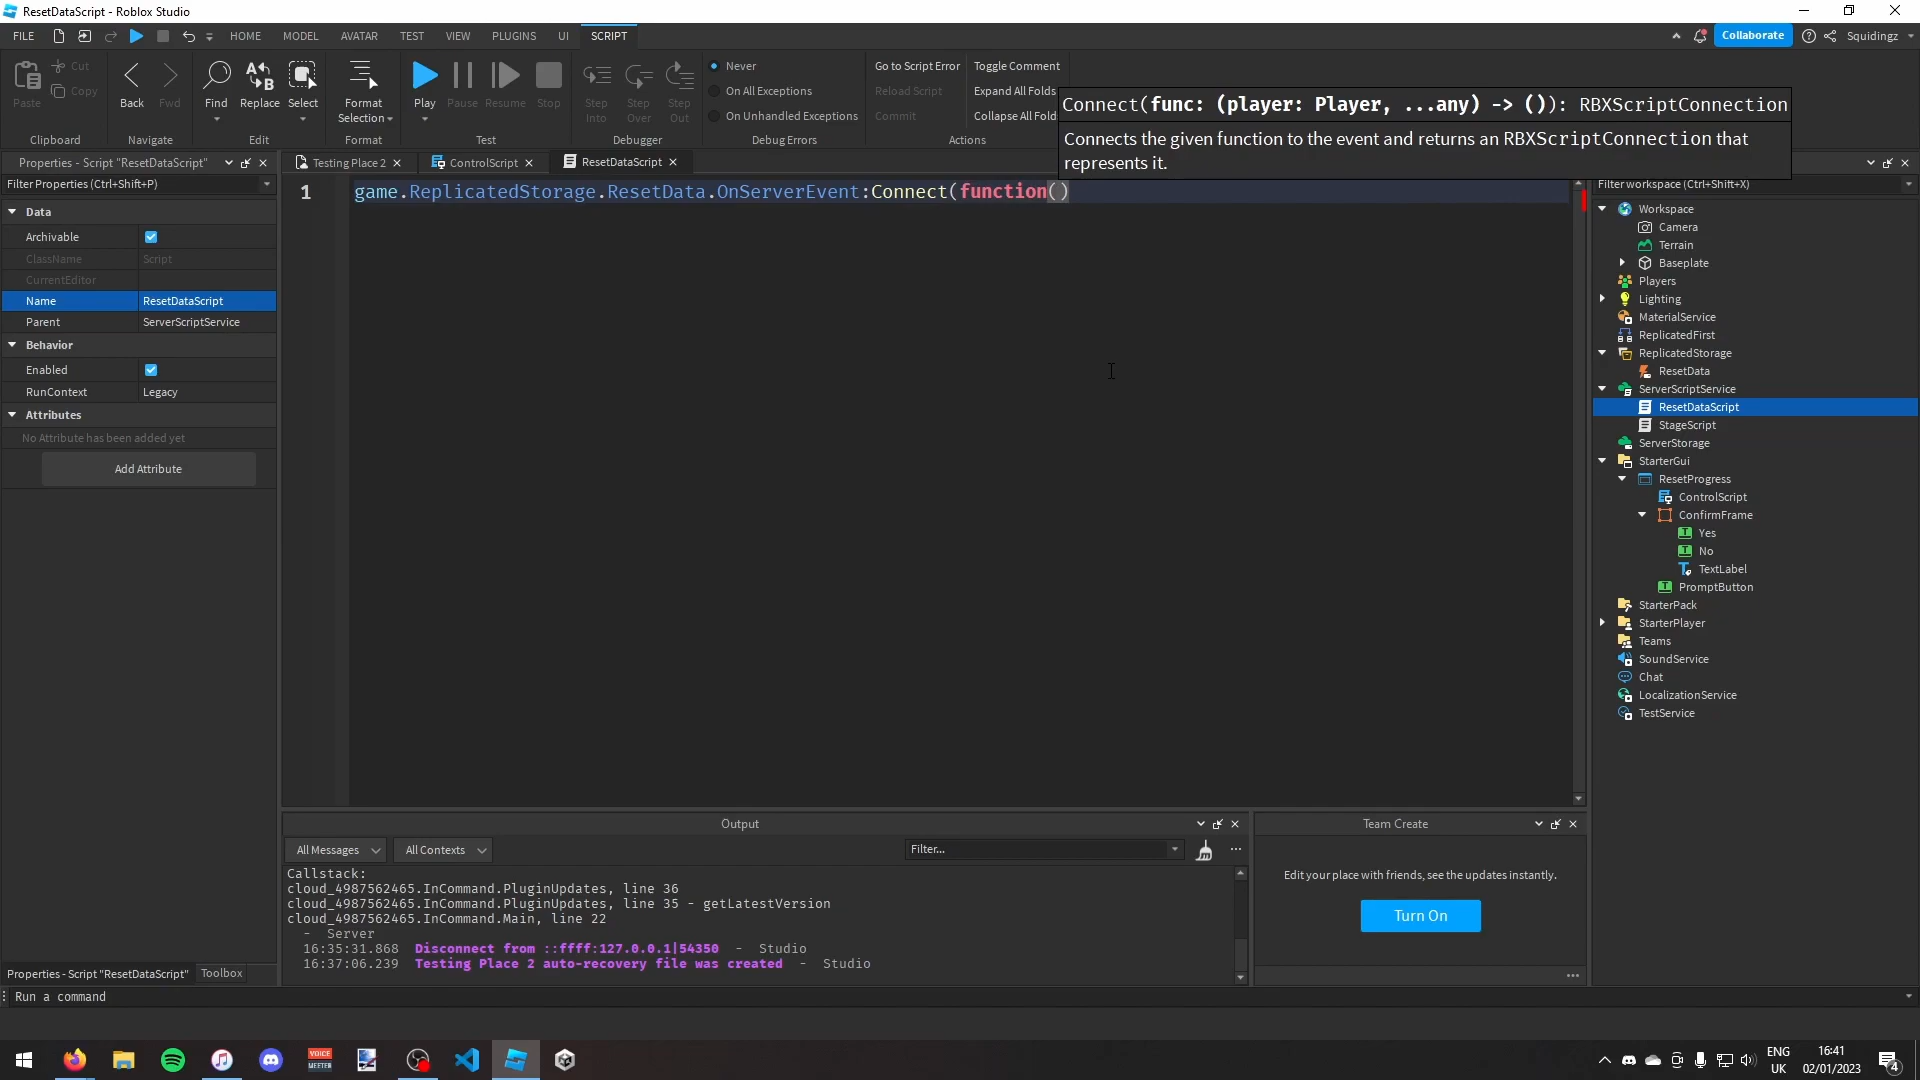 ResetDataScript - Roblox Studio
FILE
HOME
MODEL
AVATAR
TEST
VIEW
PLUGINS
UI
SCRIPT
Collaborate
Squidingz
Paste
Cut
Copy
Clipboard
Back
Fwd
Navigate
Find
Replace
Select
Edit
Format
Selection
Format
Play
Pause
Resume
Stop
Test
Step
Into
Step
Over
Step
Out
Debugger
Never
On All Exceptions
On Unhandled Exceptions
Debug Errors
Go to Script Error
Reload Script
Commit
Toggle Comment
Expand All Folds
Collapse All Fold
Actions
Connect(func: (player: Player, ...any) -> ()): RBXScriptConnection
Connects the given function to the event and returns an RBXScriptConnection that
represents it.
Properties - Script "ResetDataScript"
Filter Properties (Ctrl+Shift+P)
Data
Archivable
ClassName Script
CurrentEditor
Name ResetDataScript
Parent ServerScriptService
Behavior
Enabled
RunContext Legacy
Attributes
No Attribute has been added yet
Add Attribute
Properties - Script "ResetDataScript"
Toolbox
Testing Place 2
ControlScript
ResetDataScript
1 game.ReplicatedStorage.ResetData.OnServerEvent:Connect(function()
Filter workspace (Ctrl+Shift+X)
Workspace
Camera
Terrain
Baseplate
Players
Lighting
MaterialService
ReplicatedFirst
ReplicatedStorage
ResetData
ServerScriptService
ResetDataScript
StageScript
ServerStorage
StarterGui
ResetProgress
ControlScript
ConfirmFrame
Yes
No
TextLabel
PromptButton
StarterPack
StarterPlayer
Teams
SoundService
Chat
LocalizationService
TestService
Output
All Messages
All Contexts
Filter...
Callstack:
cloud_4987562465.InCommand.PluginUpdates, line 36
cloud_4987562465.InCommand.PluginUpdates, line 35 - getLatestVersion
cloud_4987562465.InCommand.Main, line 22
- Server
16:35:31.868 Disconnect from ::ffff:127.0.0.1|54350 - Studio
16:37:06.239 Testing Place 2 auto-recovery file was created - Studio
Team Create
Edit your place with friends, see the updates instantly.
Turn On
Run a command
VOICE
MEETER
ENG
UK
16:41
02/01/2023
4